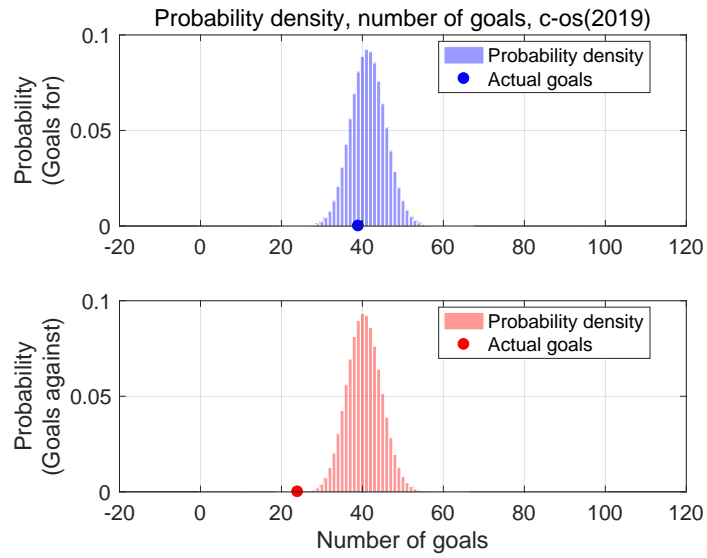 Probability density, number of goals, c-os(2019)
Probability
(Goals for)
0.1
0.05
0
Probability density
Actual goals
-20 0 20 40 60 80 100 120
Probability
(Goals against)
0.1
0.05
0
Probability density
Actual goals
-20 0 20 40 60 80 100 120
Number of goals